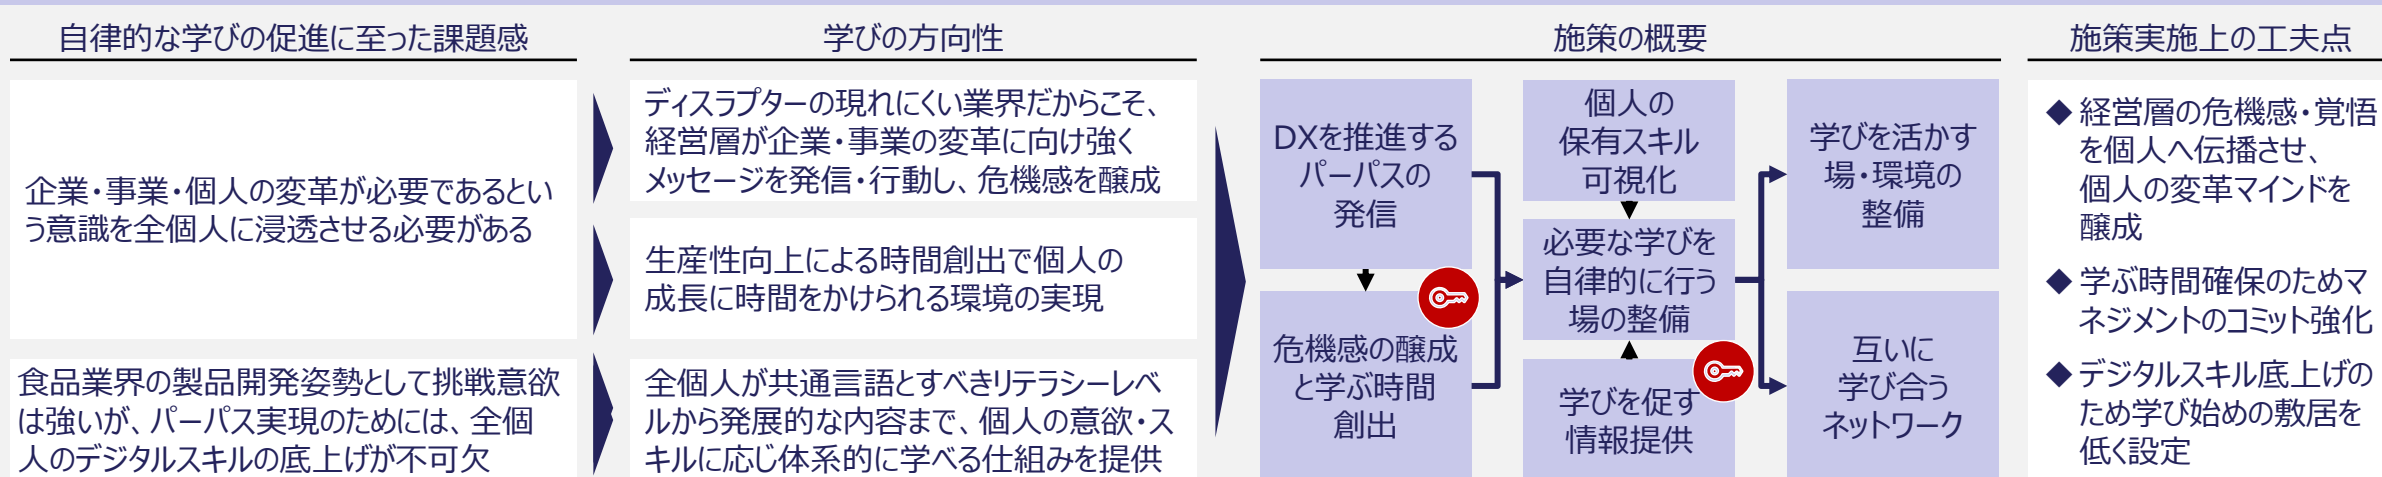 自律的な学びの促進に至った課題感
企業・事業・個人の変革が必要であるとい
う意識を全個人に浸透させる必要がある
食品業界の製品開発姿勢として挑戦意欲
は強いが、パーパス実現のためには、全個
人のデジタルスキルの底上げが不可欠
学びの方向性
ディスラプターの現れにくい業界だからこそ、
経営層が企業・事業の変革に向け強く
メッセージを発信・行動し、危機感を醸成
生産性向上による時間創出で個人の
成長に時間をかけられる環境の実現
全個人が共通言語とすべきリテラシーレベ
ルから発展的な内容まで、個人の意欲・ス
キルに応じ体系的に学べる仕組みを提供
施策の概要
DXを推進する
パーパスの
発信
危機感の醸成
と学ぶ時間
創出
個人の
保有スキル
可視化
必要な学びを
自律的に行う
場の整備
学びを促す
情報提供
学びを活かす
場・環境の
整備
互いに
学び合う
ネットワーク
施策実施上の工夫点
◆ 経営層の危機感・覚悟
を個人へ伝播させ、
個人の変革マインドを
醸成
◆ 学ぶ時間確保のためマ
ネジメントのコミット強化
◆ デジタルスキル底上げの
ため学び始めの敷居を
低く設定